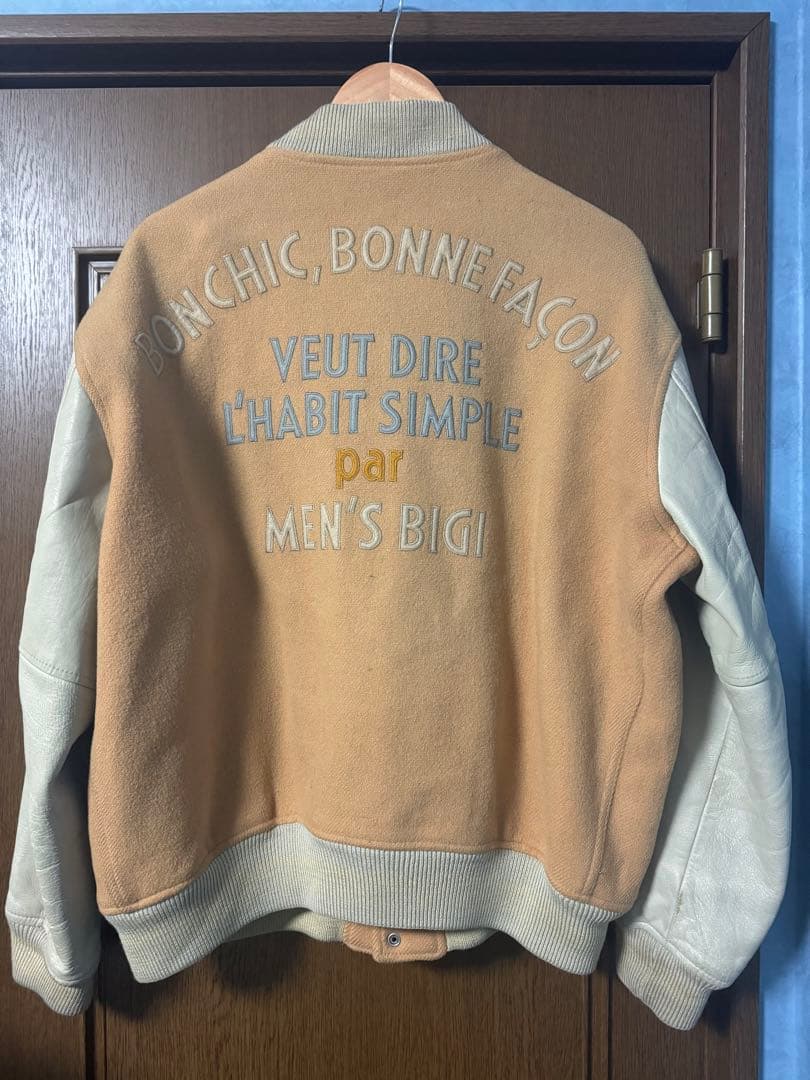 BON CHIC, BONNE FAÇON
VEUT DIRE
L'HABIT SIMPLE
par
MEN'S BIGI